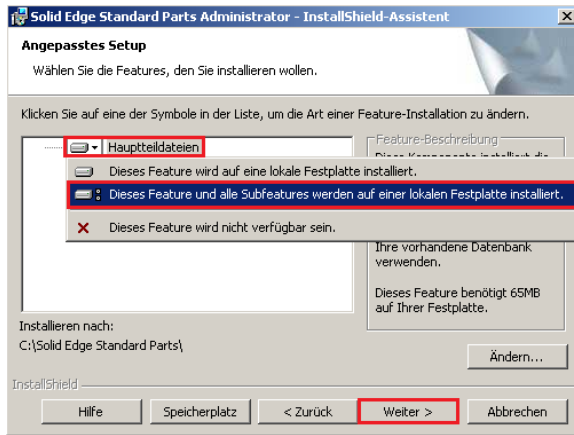 Solid Edge Standard Parts Administrator - InstallShield-Assistent
Angepasstes Setup
Wählen Sie die Features, den Sie installieren wollen.
Klicken Sie auf eine der Symbole in der Liste, um die Art einer Feature-Installation zu ändern.
Hauptteildateien
Feature-Beschreibung
Diese Komponente installiert die
Dieses Feature wird auf eine lokale Festplatte installiert.
Dieses Feature und alle Subfeatures werden auf einer lokalen Festplatte installiert.
Dieses Feature wird nicht verfügbar sein.
Ihre vorhandene Datenbank
verwenden.
Dieses Feature benötigt 65MB
auf Ihrer Festplatte.
Installieren nach:
C:\Solid Edge Standard Parts\
Ändern...
InstallShield
Hilfe Speicherplatz < Zurück Weiter > Abbrechen